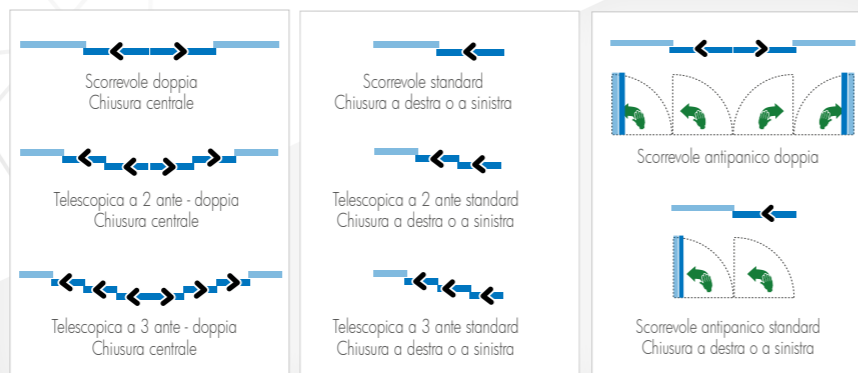 Scorrevole doppia
Chiusura centrale
Telescopica a 2 ante - doppia
Chiusura centrale
Telescopica a 3 ante - doppia
Chiusura centrale
Scorrevole standard
Chiusura a destra o a sinistra
Telescopica a 2 ante standard
Chiusura a destra o a sinistra
Telescopica a 3 ante standard
Chiusura a destra o a sinistra
Scorrevole antipanico doppia
Scorrevole antipanico standard
Chiusura a destra o a sinistra